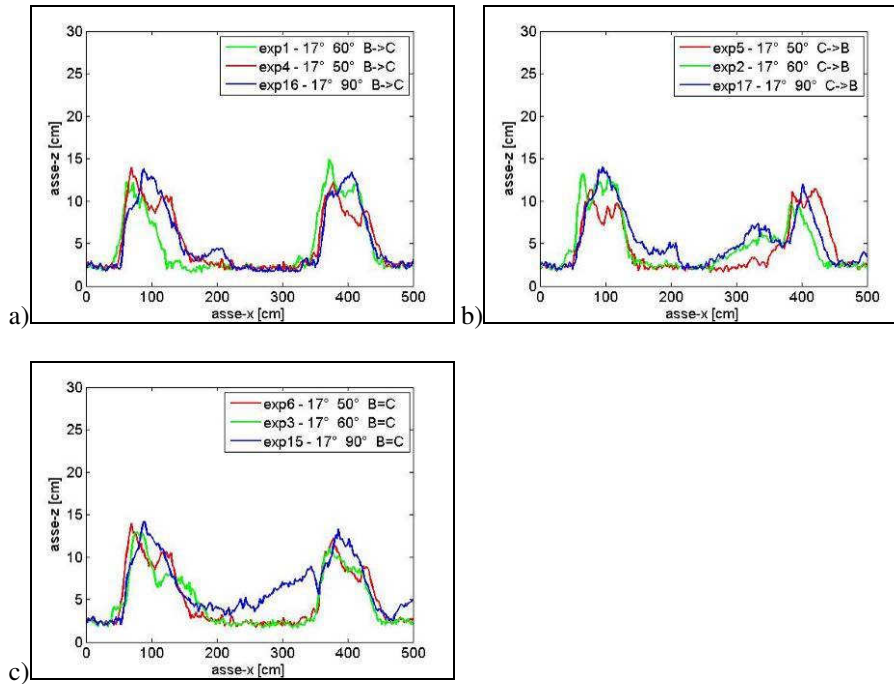 30
25
20
15
10
5
0
asse-z [cm]
exp1 - 17° 60° B->C
exp4 - 17° 50° B->C
exp16 - 17° 90° B->C
0 100 200 300 400 500
asse-x [cm]
a)
30
25
20
15
10
5
0
asse-z [cm]
exp5 - 17° 50° C->B
exp2 - 17° 60° C->B
exp17 - 17° 90° C->B
0 100 200 300 400 500
asse-x [cm]
b)
30
25
20
15
10
5
0
asse-z [cm]
exp6 - 17° 50° B=C
exp3 - 17° 60° B=C
exp15 - 17° 90° B=C
0 100 200 300 400 500
asse-x [cm]
c)